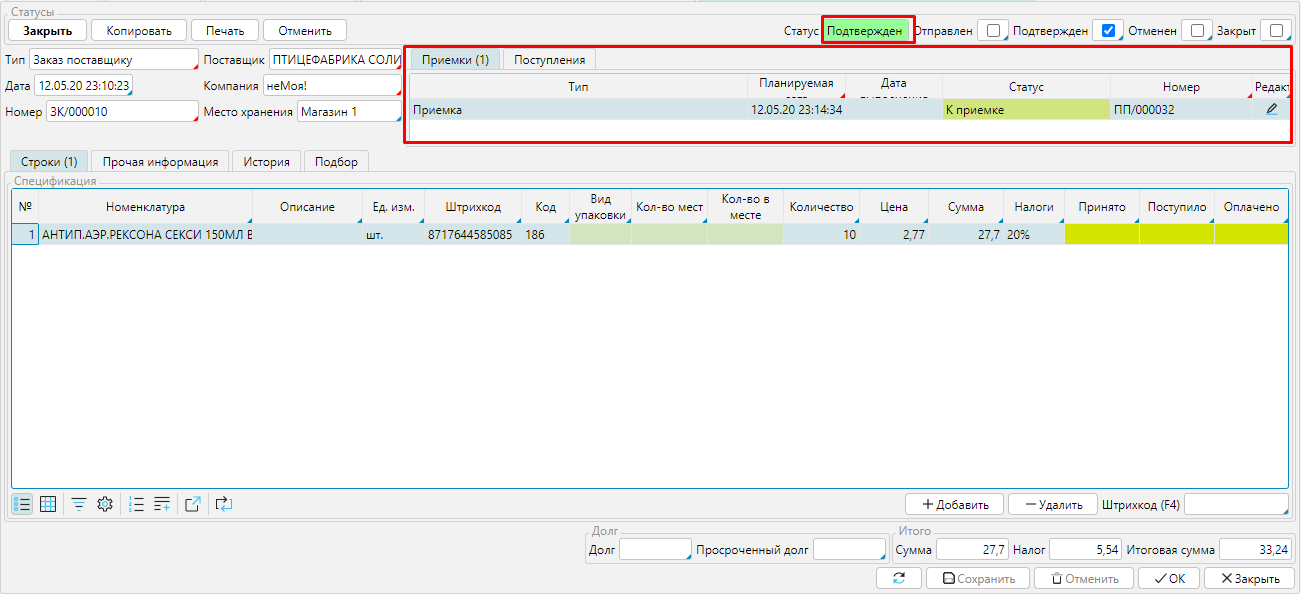 Статусы
Закрыть Копировать Печать Отменить Статус Подтвержден Отправлен Подтвержден Отменен Закрыт
Тип Заказ поставщику Поставщик ПТИЦЕФАБРИКА СОЛИ
Дата 12.05.20 23:10:23 Компания неМоя!
Номер ЗК/000010 Место хранения Магазин 1
Приемки (1) Поступления
Тип Планируемая Дата Статус Номер Редакт
Приемка 12.05.20 23:14:34 К приемке ПП/000032
Строки (1) Прочая информация История Подбор
Спецификация
№ Номенклатура Описание Ед. изм. Штрихкод Код Вид упаковки Кол-во мест Кол-во в месте Количество Цена Сумма Налоги Принято Поступило Оплачено
1 АНТИП.АЭР.РЕКСОНА СЕКСИ 150МЛ В шт. 8717644585085 186 10 2,77 27,7 20%
Добавить Удалить Штрихкод (F4)
Долг Итого
Долг Просроченный долг Сумма 27,7 Налог 5,54 Итоговая сумма 33,24
Сохранить Отменить OK Закрыть